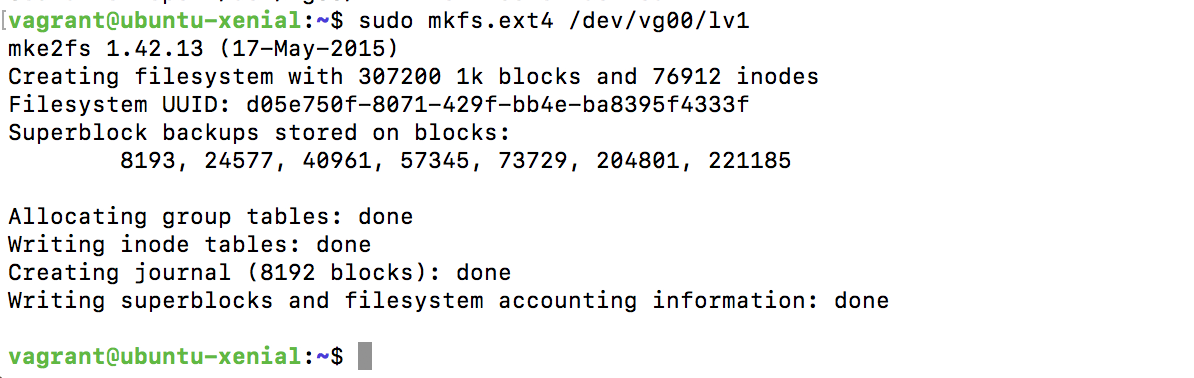 [vagrant@ubuntu-xenial:~$ sudo mkfs.ext4 /dev/vg00/lv1
mke2fs 1.42.13 (17-May-2015)
Creating filesystem with 307200 1k blocks and 76912 inodes
Filesystem UUID: d05e750f-8071-429f-bb4e-ba8395f4333f
Superblock backups stored on blocks:
8193, 24577, 40961, 57345, 73729, 204801, 221185
Allocating group tables: done
Writing inode tables: done
Creating journal (8192 blocks): done
Writing superblocks and filesystem accounting information: done
vagrant@ubuntu-xenial:~$